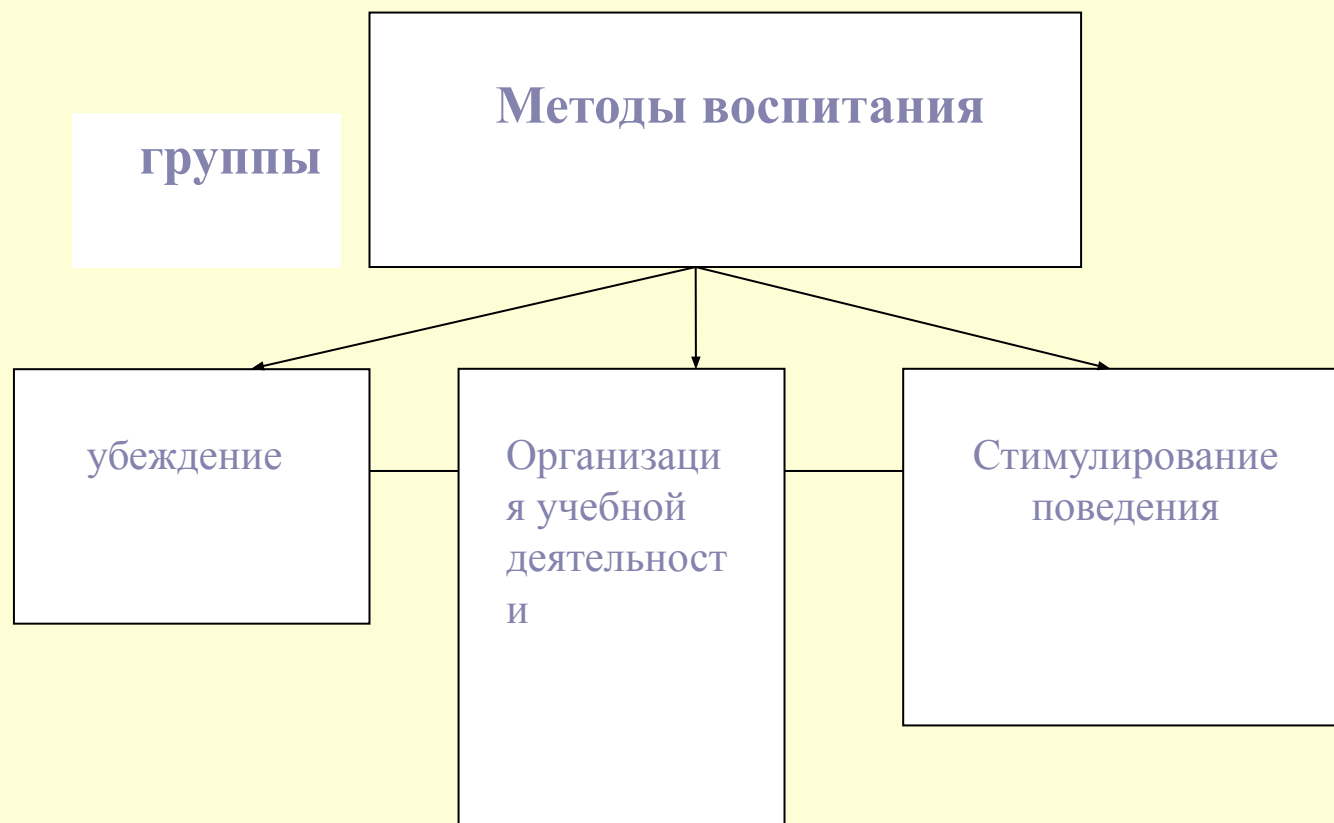 Методы воспитания
группы
убеждение
Организаци
я учебной
деятельност
и
Стимулирование
поведения